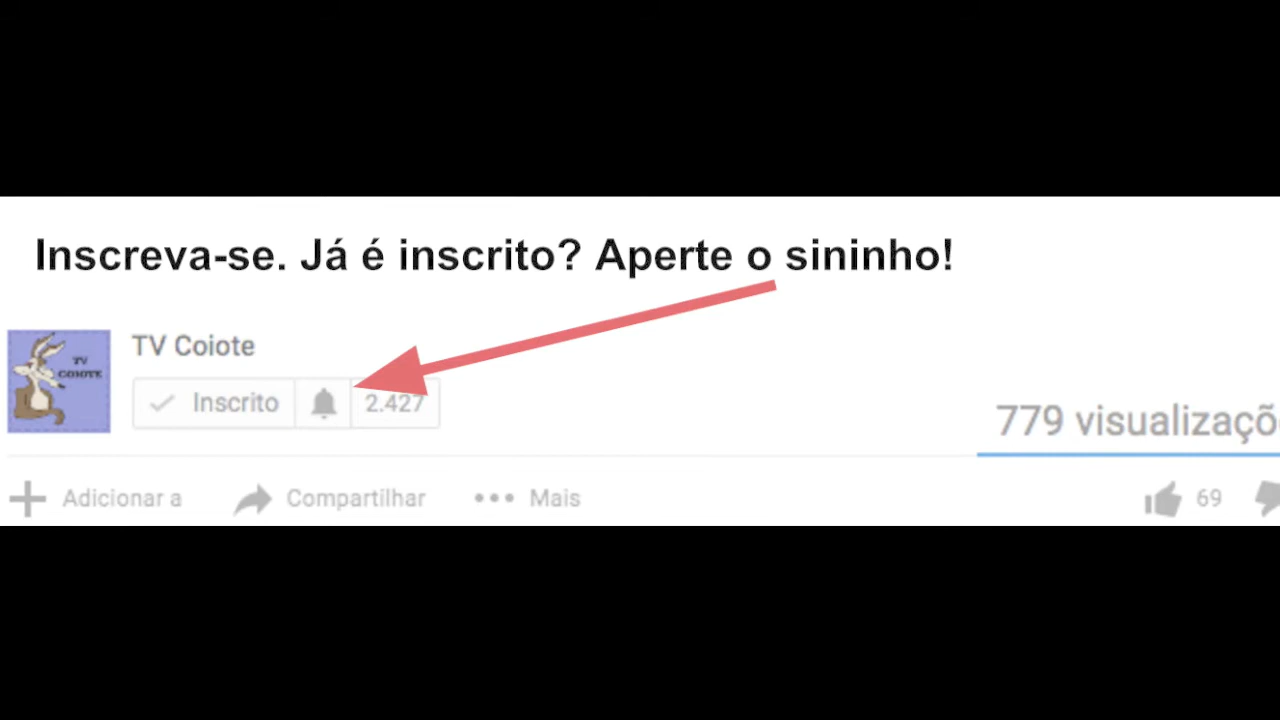 Inscreva-se. Já é inscrito? Aperte o sininho!
TV Coiote
TV
COIOTE
Inscrito
2.427
779 visualizaçõ
Adicionar a
Compartilhar
Mais
69